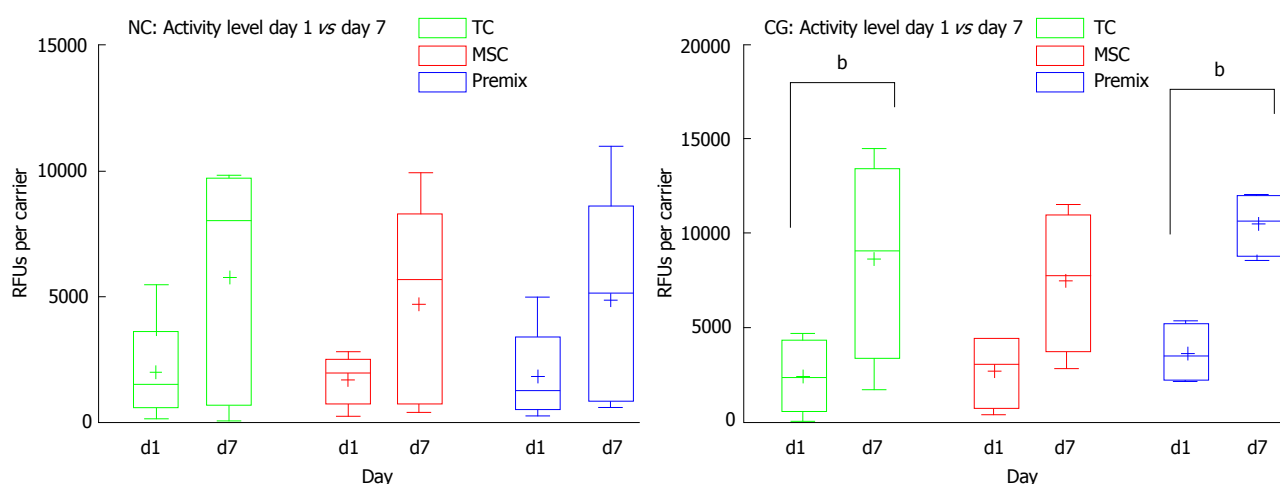 NC: Activity level day 1 vs day 7
TC
MSC
Premix
15000
10000
5000
0
RFUs per carrier
d1 d7 d1 d7 d1 d7
Day
CG: Activity level day 1 vs day 7
TC
MSC
Premix
20000
15000
10000
5000
0
RFUs per carrier
b
b
d1 d7 d1 d7 d1 d7
Day